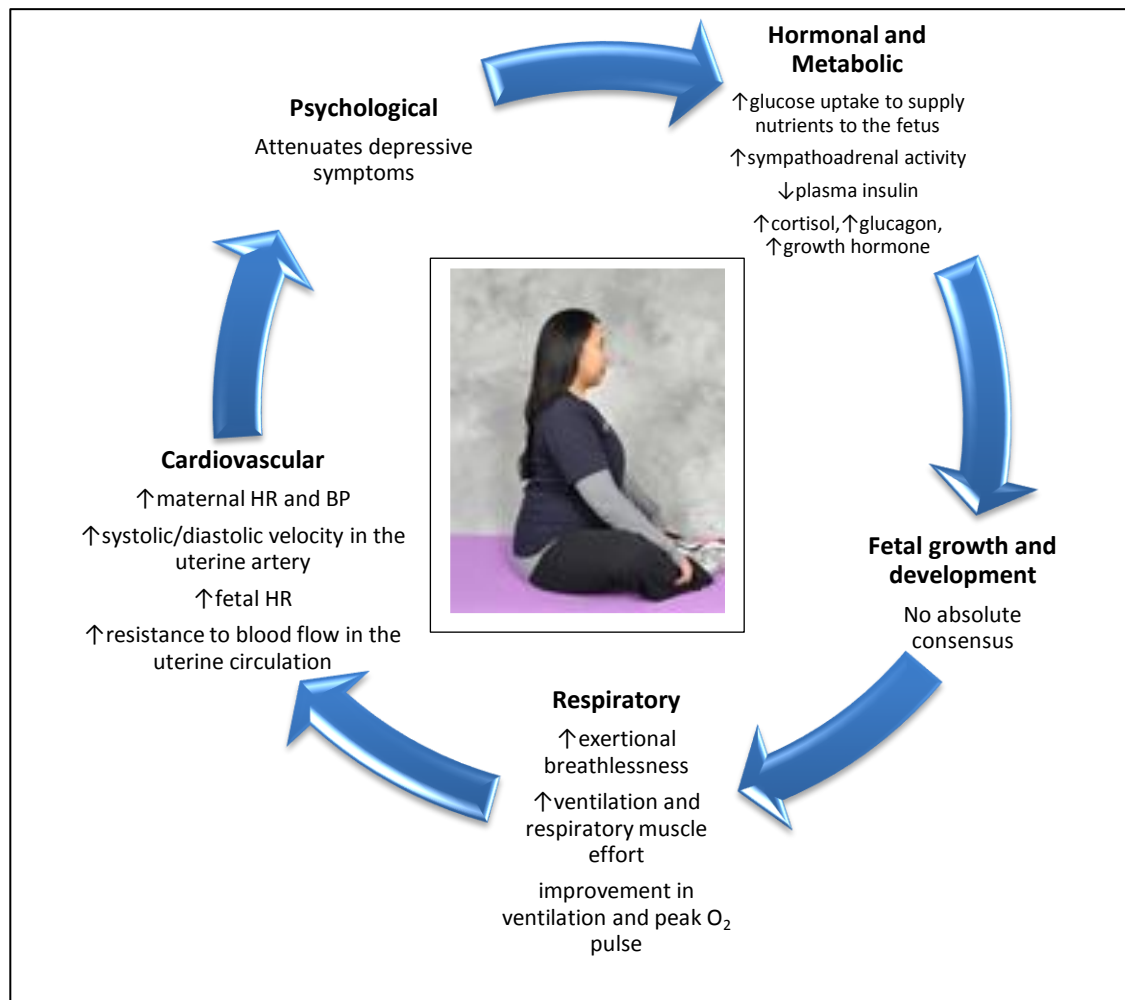 Psychological
Attenuates depressive
symptoms
Hormonal and
Metabolic
↑glucose uptake to supply
nutrients to the fetus
↑sympathoadrenal activity
↓plasma insulin
↑cortisol,↑glucagon,
↑growth hormone
Fetal growth and
development
No absolute
consensus
Respiratory
↑exertional
breathlessness
↑ventilation and
respiratory muscle
effort
improvement in
ventilation and peak O₂
pulse
Cardiovascular
↑maternal HR and BP
↑systolic/diastolic velocity in the
uterine artery
↑fetal HR
↑resistance to blood flow in the
uterine circulation